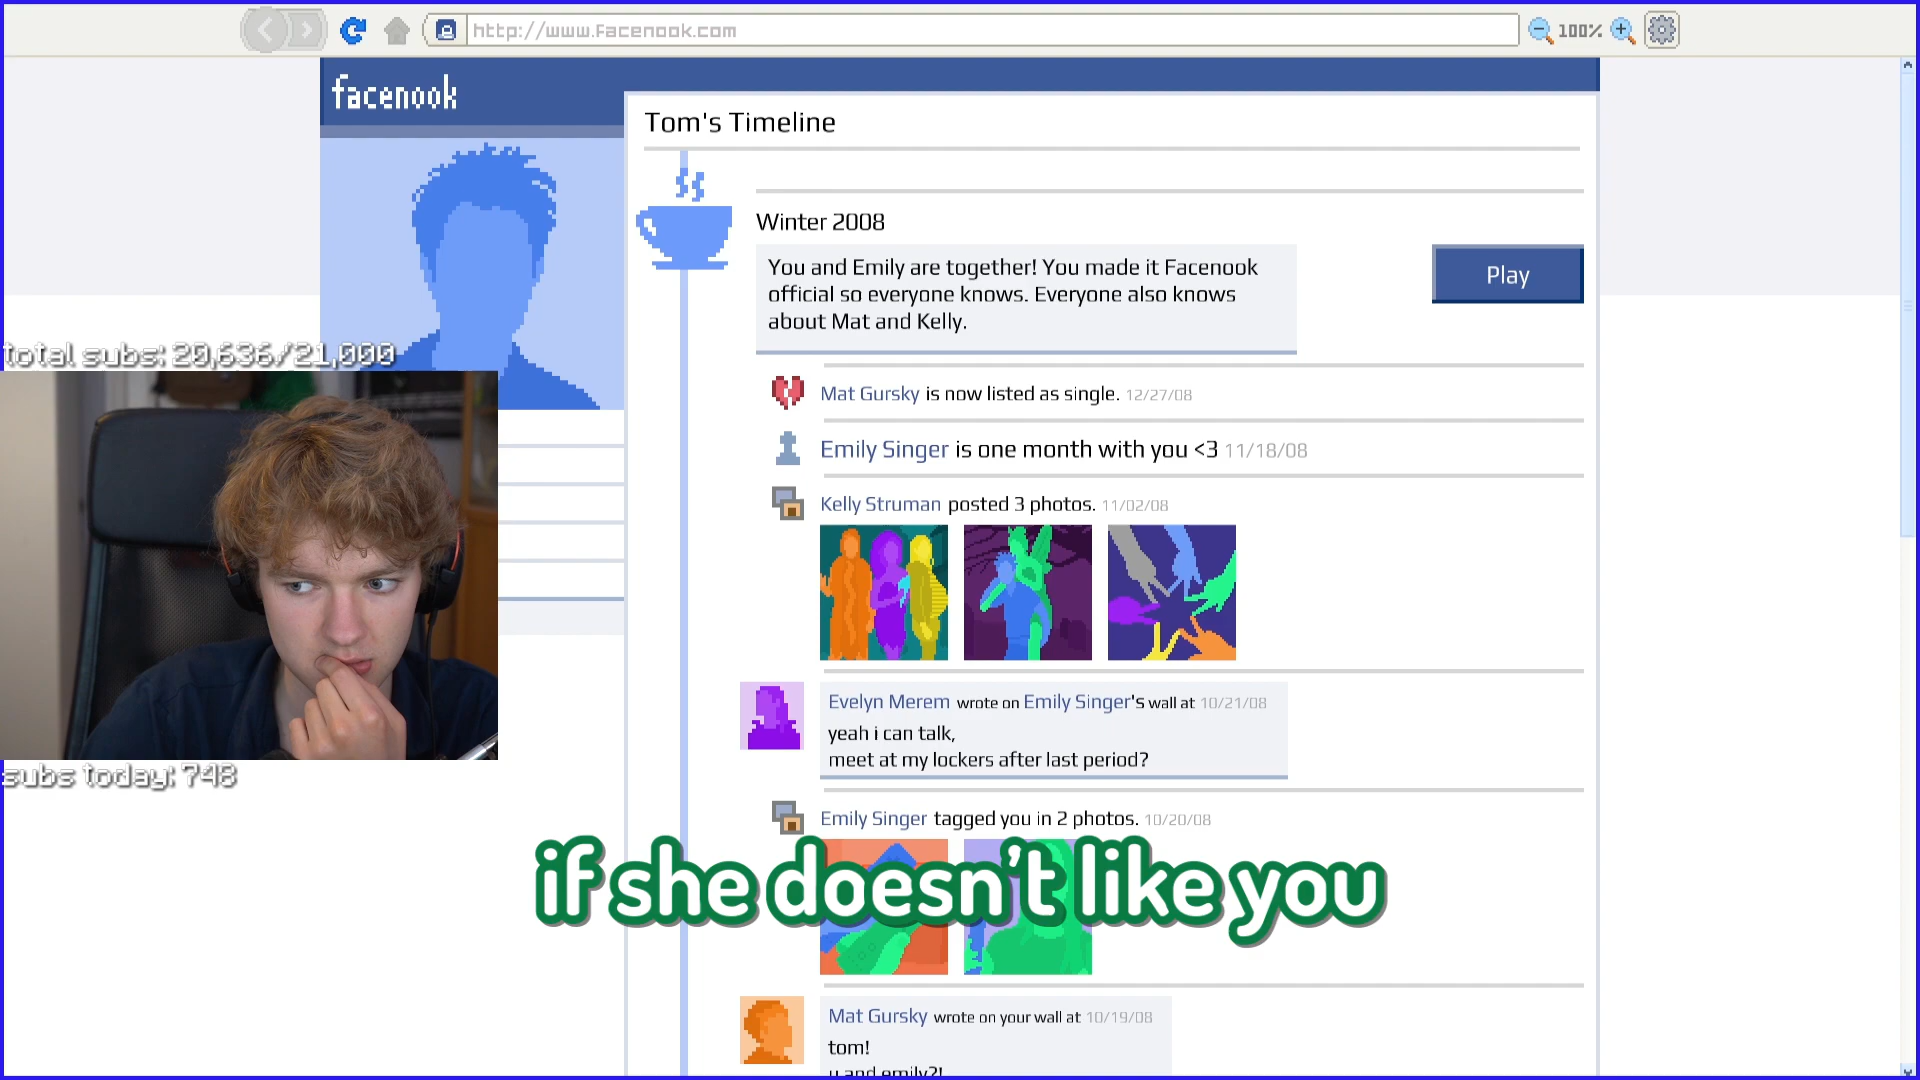 http://www.facenook.com
100%
facenook
Tom's Timeline
Winter 2008
You and Emily are together! You made it Facenook
official so everyone knows. Everyone also knows
about Mat and Kelly.
Play
Mat Gursky is now listed as single. 12/27/08
Emily Singer is one month with you <3 11/18/08
Kelly Struman posted 3 photos. 11/02/08
Evelyn Merem wrote on Emily Singer's wall at 10/21/08
yeah i can talk,
meet at my lockers after last period?
Emily Singer tagged you in 2 photos. 10/20/08
Mat Gursky wrote on your wall at 10/19/08
tom!
u and emily?!
total subs: 20,636/21,000
subs today: 748
if she doesn't like you